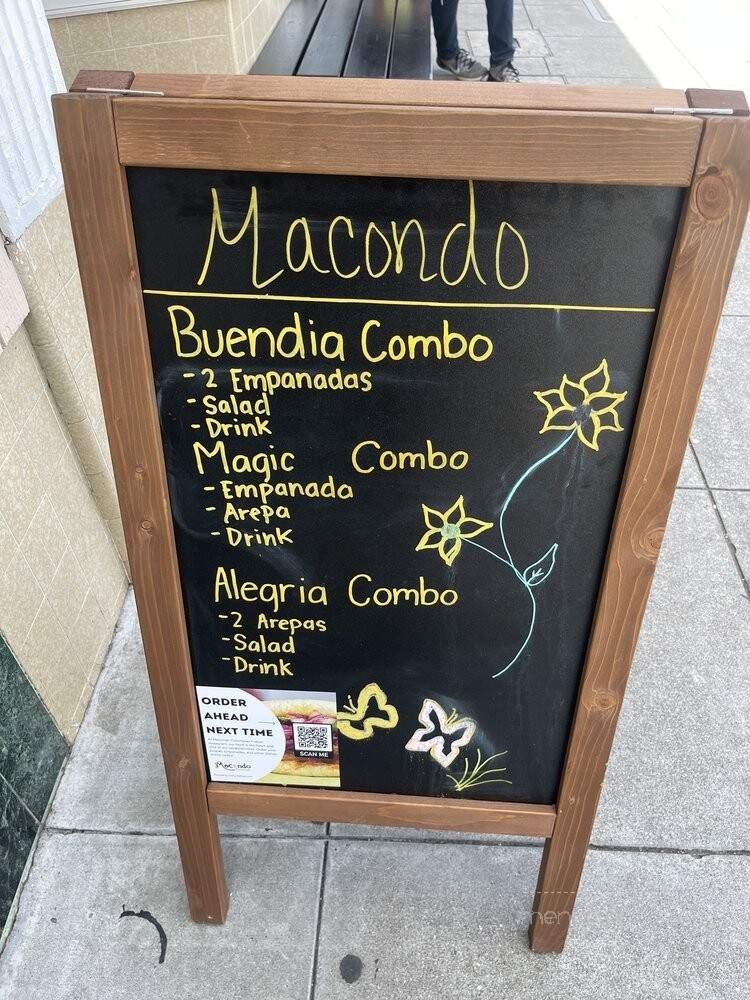 Macondo
Buendia Combo
- 2 Empanadas
- Salad
- Drink
Magic Combo
- Empanada
- Arepa
- Drink
Alegria Combo
- 2 Arepas
- Salad
- Drink
ORDER
AHEAD
NEXT TIME
SCAN ME
Macondo
men